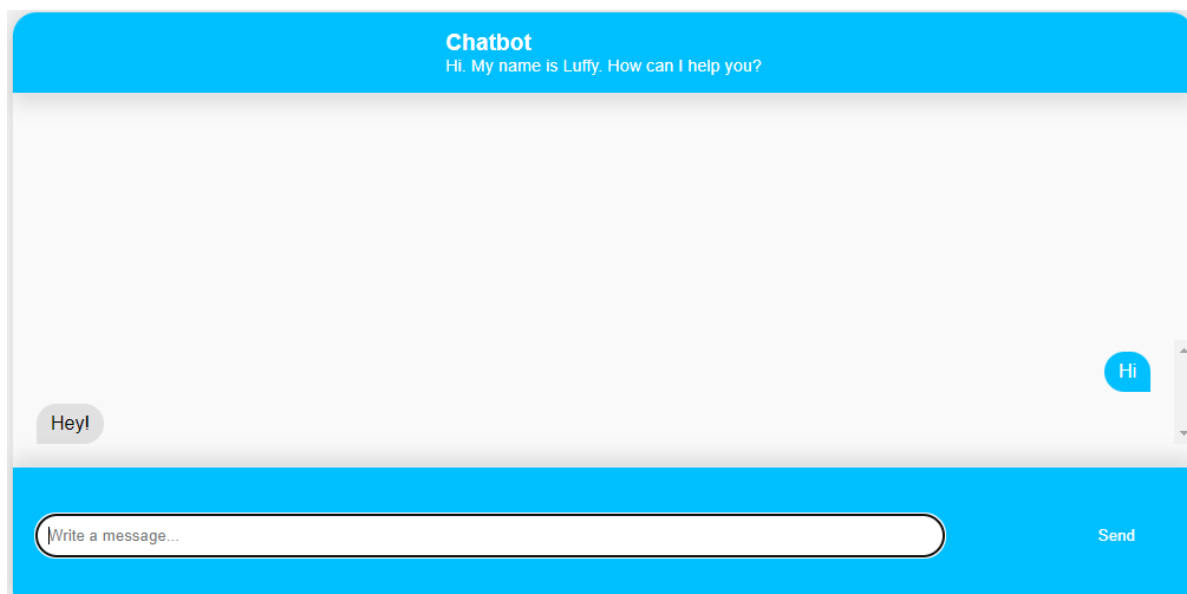 Chatbot
Hi. My name is Luffy. How can I help you?
Hi
Hey!
Write a message...
Send